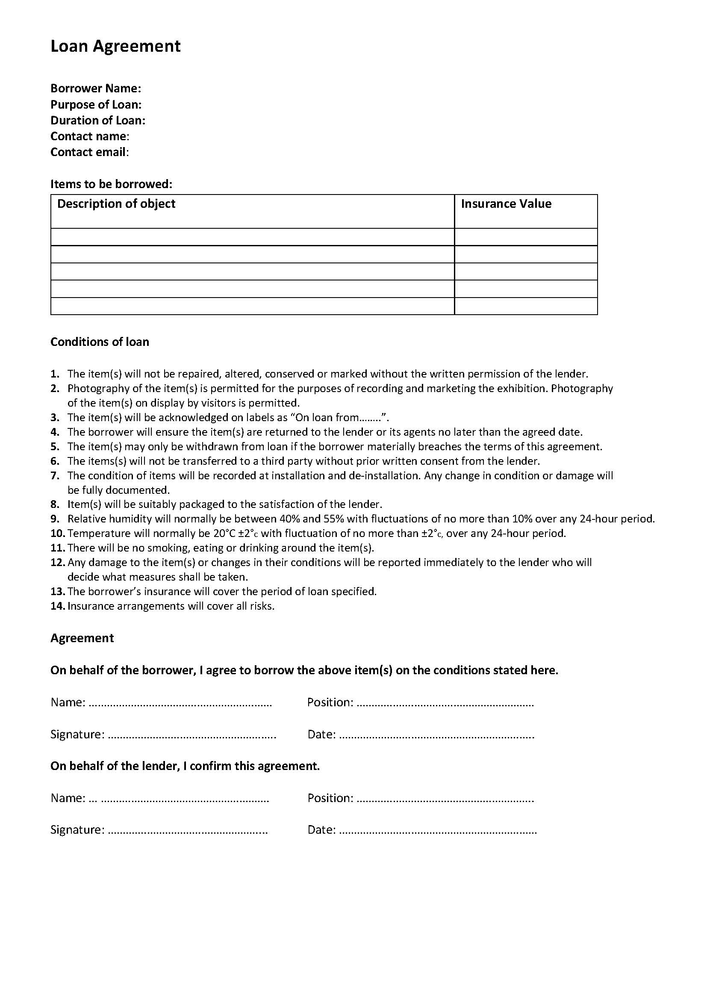 Loan Agreement
Borrower Name:
Purpose of Loan:
Duration of Loan:
Contact name:
Contact email:
Items to be borrowed:
Description of object Insurance Value
Conditions of loan
1. The item(s) will not be repaired, altered, conserved or marked without the written permission of the lender.
2. Photography of the item(s) is permitted for the purposes of recording and marketing the exhibition. Photography
of the item(s) on display by visitors is permitted.
3. The item(s) will be acknowledged on labels as “On loan from……..”.
4. The borrower will ensure the item(s) are returned to the lender or its agents no later than the agreed date.
5. The item(s) may only be withdrawn from loan if the borrower materially breaches the terms of this agreement.
6. The items(s) will not be transferred to a third party without prior written consent from the lender.
7. The condition of items will be recorded at installation and de-installation. Any change in condition or damage will
be fully documented.
8. Item(s) will be suitably packaged to the satisfaction of the lender.
9. Relative humidity will normally be between 40% and 55% with fluctuations of no more than 10% over any 24-hour period.
10. Temperature will normally be 20°C ±2°c with fluctuation of no more than ±2°c, over any 24-hour period.
11. There will be no smoking, eating or drinking around the item(s).
12. Any damage to the item(s) or changes in their conditions will be reported immediately to the lender who will
decide what measures shall be taken.
13. The borrower’s insurance will cover the period of loan specified.
14. Insurance arrangements will cover all risks.
Agreement
On behalf of the borrower, I agree to borrow the above item(s) on the conditions stated here.
Name: ……………………………………………………. Position: …………………………………………………..
Signature: ……………………………………………….. Date: ………………………………………………………..
On behalf of the lender, I confirm this agreement.
Name: … ……………………………………………….. Position: …………………………………………………..
Signature: …………………………………………….. Date: …………………………………………………………